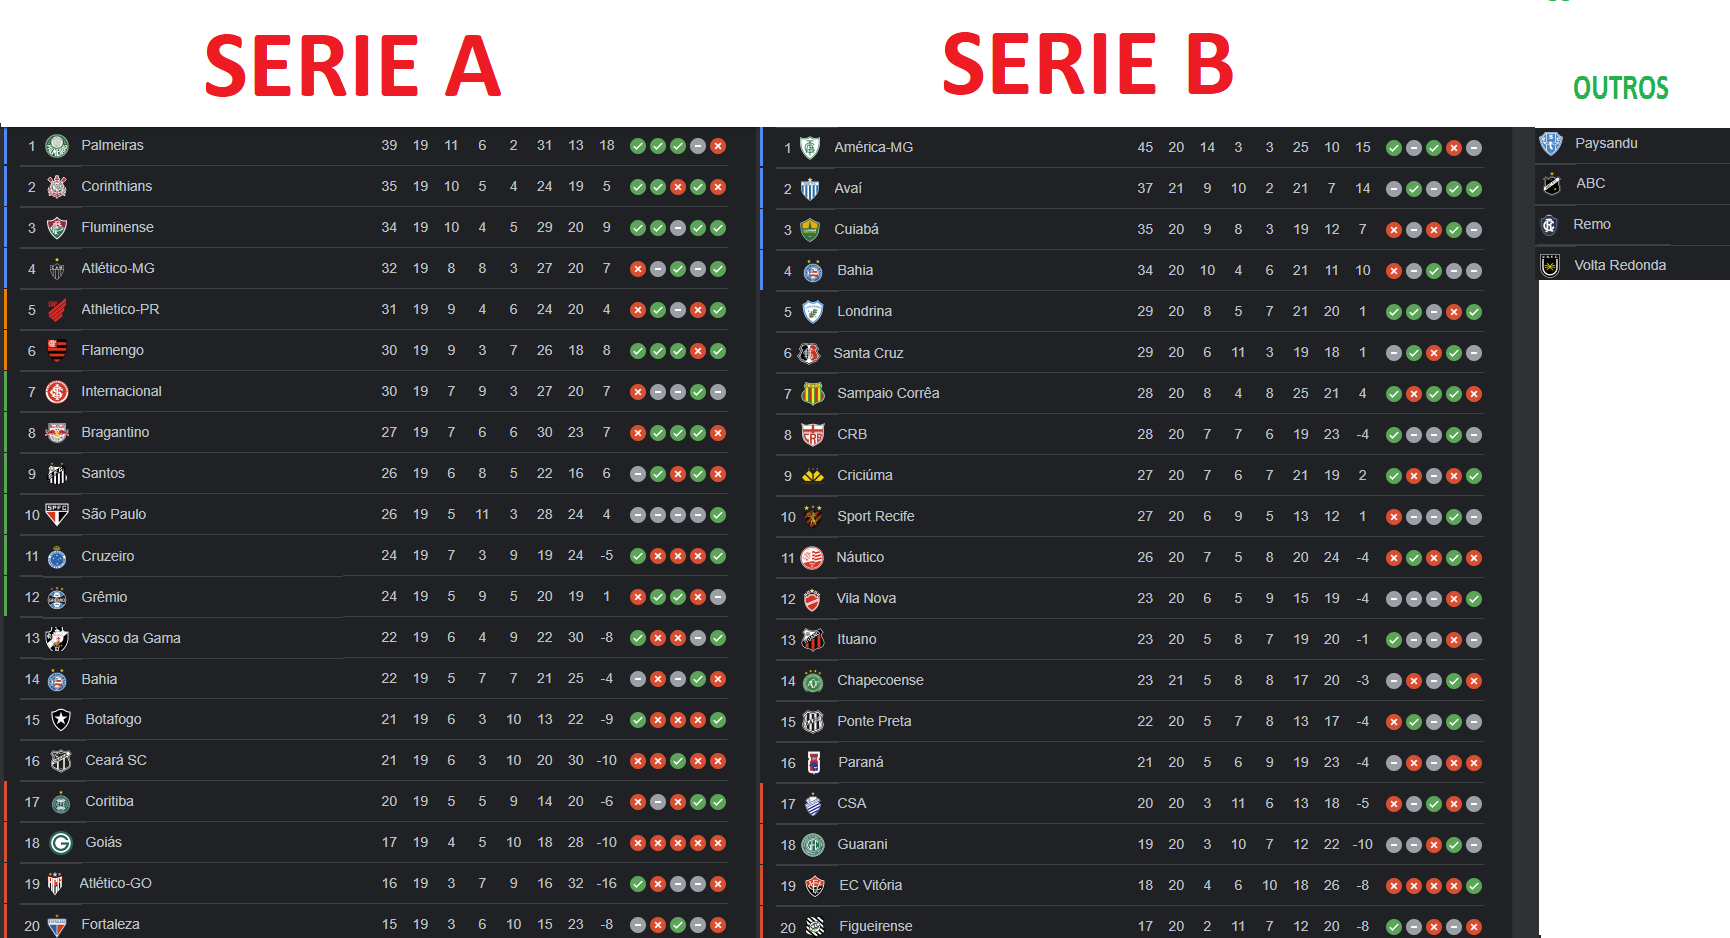 SERIE A
1 Palmeiras 39 19 11 6 2 31 13 18
2 Corinthians 35 19 10 5 4 24 19 5
3 Fluminense 34 19 10 4 5 29 20 9
4 Atlético-MG 32 19 8 8 3 27 20 7
5 Athletico-PR 31 19 9 4 6 24 20 4
6 Flamengo 30 19 9 3 7 26 18 8
7 Internacional 30 19 7 9 3 27 20 7
8 Bragantino 27 19 7 6 6 30 23 7
9 Santos 26 19 6 8 5 22 16 6
10 São Paulo 26 19 5 11 3 28 24 4
11 Cruzeiro 24 19 7 3 9 19 24 -5
12 Grêmio 24 19 5 9 5 20 19 1
13 Vasco da Gama 22 19 6 4 9 22 30 -8
14 Bahia 22 19 5 7 7 21 25 -4
15 Botafogo 21 19 6 3 10 13 22 -9
16 Ceará SC 21 19 6 3 10 20 30 -10
17 Coritiba 20 19 5 5 9 14 20 -6
18 Goiás 17 19 4 5 10 18 28 -10
19 Atlético-GO 16 19 3 7 9 16 32 -16
20 Fortaleza 15 19 3 6 10 15 23 -8
SERIE B
1 América-MG 45 20 14 3 3 25 10 15
2 Avaí 37 21 9 10 2 21 7 14
3 Cuiabá 35 20 9 8 3 19 12 7
4 Bahia 34 20 10 4 6 21 11 10
5 Londrina 29 20 8 5 7 21 20 1
6 Santa Cruz 29 20 6 11 3 19 18 1
7 Sampaio Corrêa 28 20 8 4 8 25 21 4
8 CRB 28 20 7 7 6 19 23 -4
9 Criciúma 27 20 7 6 7 21 19 2
10 Sport Recife 27 20 6 9 5 13 12 1
11 Náutico 26 20 7 5 8 20 24 -4
12 Vila Nova 23 20 6 5 9 15 19 -4
13 Ituano 23 20 5 8 7 19 20 -1
14 Chapecoense 23 21 5 8 8 17 20 -3
15 Ponte Preta 22 20 5 7 8 13 17 -4
16 Paraná 21 20 5 6 9 19 23 -4
17 CSA 20 20 3 11 6 13 18 -5
18 Guarani 19 20 3 10 7 12 22 -10
19 EC Vitória 18 20 4 6 10 18 26 -8
20 Figueirense 17 20 2 11 7 12 20 -8
OUTROS
Paysandu
ABC
Remo
Volta Redonda